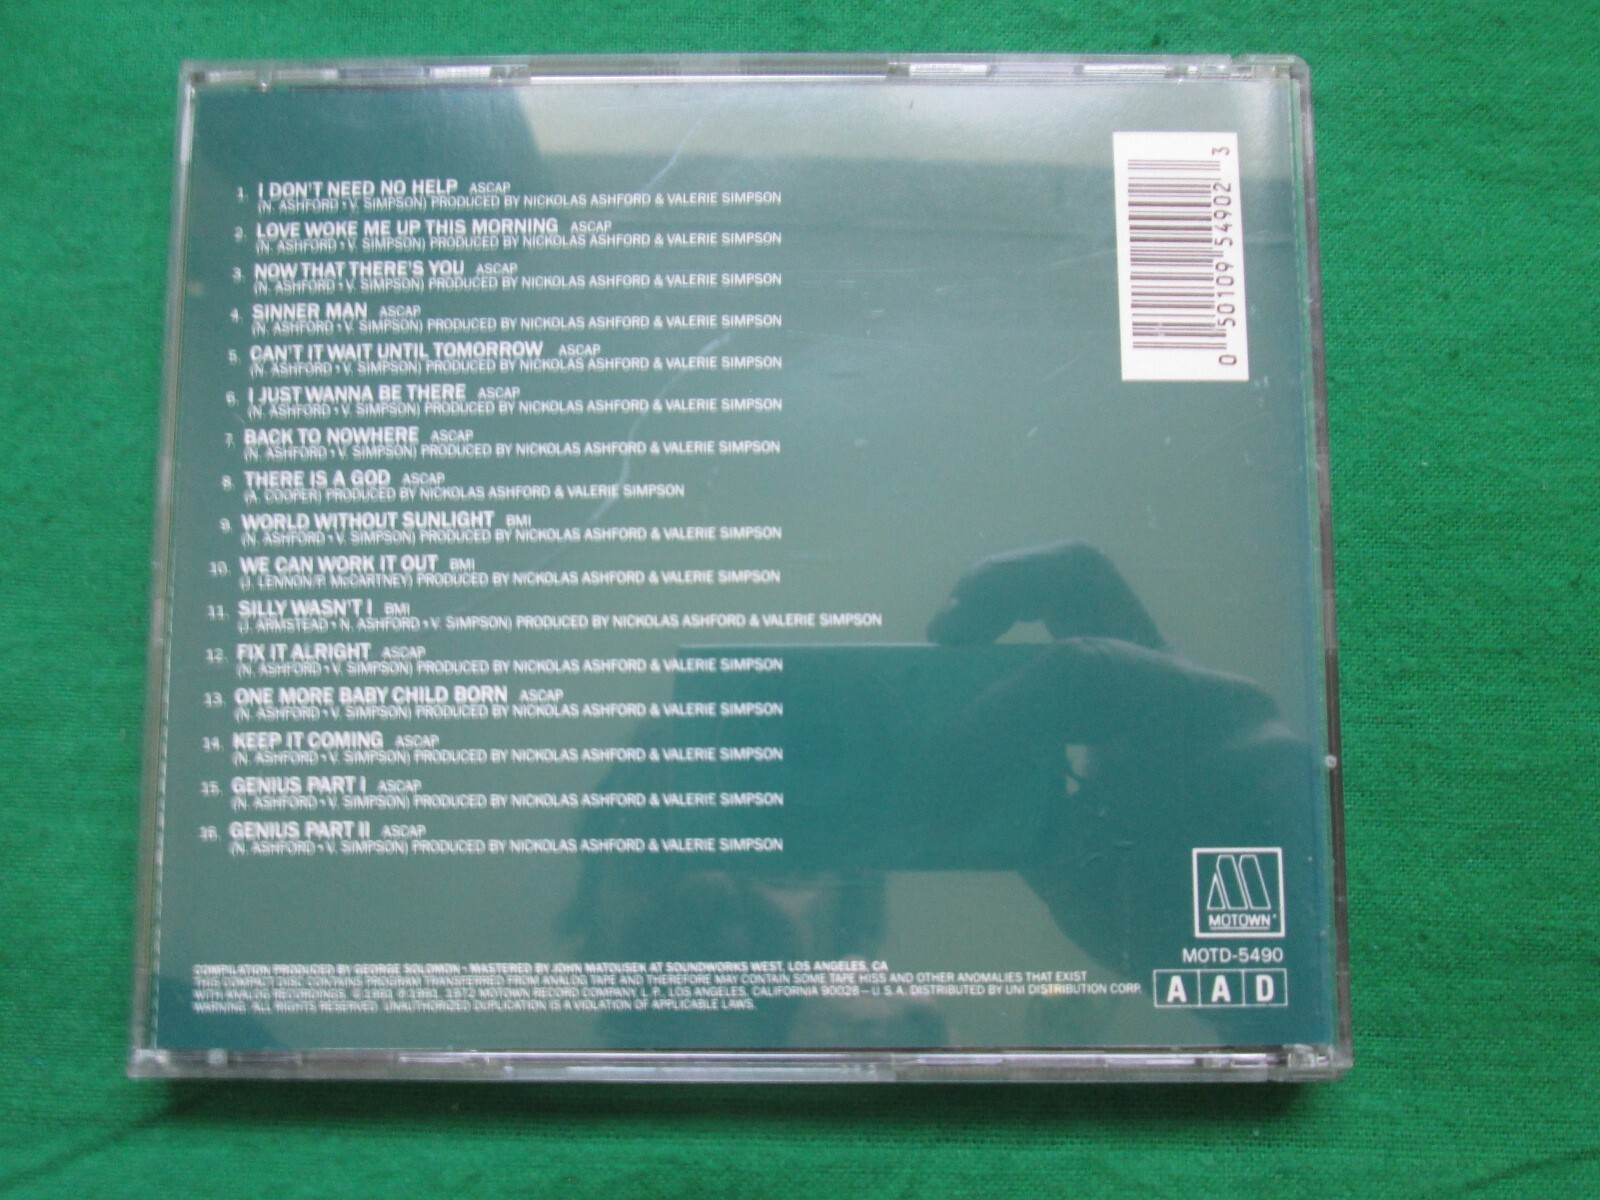 1. I DON'T NEED NO HELP ASCAP
(N. ASHFORD • V. SIMPSON) PRODUCED BY NICKOLAS ASHFORD & VALERIE SIMPSON
2. LOVE WOKE ME UP THIS MORNING ASCAP
(N. ASHFORD • V. SIMPSON) PRODUCED BY NICKOLAS ASHFORD & VALERIE SIMPSON
3. NOW THAT THERE'S YOU ASCAP
(N. ASHFORD • V. SIMPSON) PRODUCED BY NICKOLAS ASHFORD & VALERIE SIMPSON
4. SINNER MAN ASCAP
(N. ASHFORD • V. SIMPSON) PRODUCED BY NICKOLAS ASHFORD & VALERIE SIMPSON
5. CAN'T IT WAIT UNTIL TOMORROW ASCAP
(N. ASHFORD • V. SIMPSON) PRODUCED BY NICKOLAS ASHFORD & VALERIE SIMPSON
6. I JUST WANNA BE THERE ASCAP
(N. ASHFORD • V. SIMPSON) PRODUCED BY NICKOLAS ASHFORD & VALERIE SIMPSON
7. BACK TO NOWHERE ASCAP
(N. ASHFORD • V. SIMPSON) PRODUCED BY NICKOLAS ASHFORD & VALERIE SIMPSON
8. THERE IS A GOD ASCAP
(A. COOPER) PRODUCED BY NICKOLAS ASHFORD & VALERIE SIMPSON
9. WORLD WITHOUT SUNLIGHT BMI
(N. ASHFORD • V. SIMPSON) PRODUCED BY NICKOLAS ASHFORD & VALERIE SIMPSON
10. WE CAN WORK IT OUT BMI
(J. LENNON/P. McCARTNEY) PRODUCED BY NICKOLAS ASHFORD & VALERIE SIMPSON
11. SILLY WASN'T I BMI
(J. ARMSTEAD • N. ASHFORD • V. SIMPSON) PRODUCED BY NICKOLAS ASHFORD & VALERIE SIMPSON
12. FIX IT ALRIGHT ASCAP
(N. ASHFORD • V. SIMPSON) PRODUCED BY NICKOLAS ASHFORD & VALERIE SIMPSON
13. ONE MORE BABY CHILD BORN ASCAP
(N. ASHFORD • V. SIMPSON) PRODUCED BY NICKOLAS ASHFORD & VALERIE SIMPSON
14. KEEP IT COMING ASCAP
(N. ASHFORD • V. SIMPSON) PRODUCED BY NICKOLAS ASHFORD & VALERIE SIMPSON
15. GENIUS PART I ASCAP
(N. ASHFORD • V. SIMPSON) PRODUCED BY NICKOLAS ASHFORD & VALERIE SIMPSON
16. GENIUS PART II ASCAP
(N. ASHFORD • V. SIMPSON) PRODUCED BY NICKOLAS ASHFORD & VALERIE SIMPSON
0 50109 54902 3
MOTOWN
MOTD-5490
A A D
COMPILATION PRODUCED BY GEORGE SOLOMON • MASTERED BY JOHN MATOUSEK AT SOUNDWORKS WEST, LOS ANGELES, CA
THIS COMPACT DISC CONTAINS PROGRAM TRANSFERRED FROM ANALOG TAPE AND THEREFORE MAY CONTAIN SOME TAPE HISS AND OTHER ANOMALIES THAT EXIST
WITH ANALOG RECORDINGS. 1972 MOTOWN RECORD COMPANY, L. P., LOS ANGELES, CALIFORNIA 90028 — U. S. A. DISTRIBUTED BY UNI DISTRIBUTION CORP.
WARNING: ALL RIGHTS RESERVED. UNAUTHORIZED DUPLICATION IS A VIOLATION OF APPLICABLE LAWS.